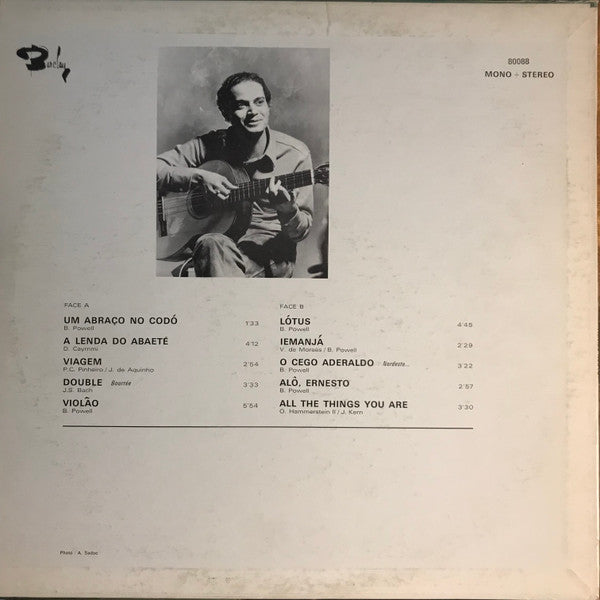 Barclay
80088
MONO ÷ STEREO
FACE A
UM ABRAÇO NO CODÓ 1'33
B. Powell
A LENDA DO ABAETÉ 4'12
D. Caymmi
VIAGEM 2'54
P.C. Pinheiro / J. de Aquinho
DOUBLE Bourrée 3'33
J.S. Bach
VIOLÃO 5'54
B. Powell
FACE B
LÓTUS 4'45
B. Powell
IEMANJÁ 2'29
V. de Moraes / B. Powell
O CEGO ADERALDO Nordeste... 3'22
B. Powell
ALÔ, ERNESTO 2'57
B. Powell
ALL THE THINGS YOU ARE 3'30
O. Hammerstein II / J. Kern
Photo : A. Sadoc